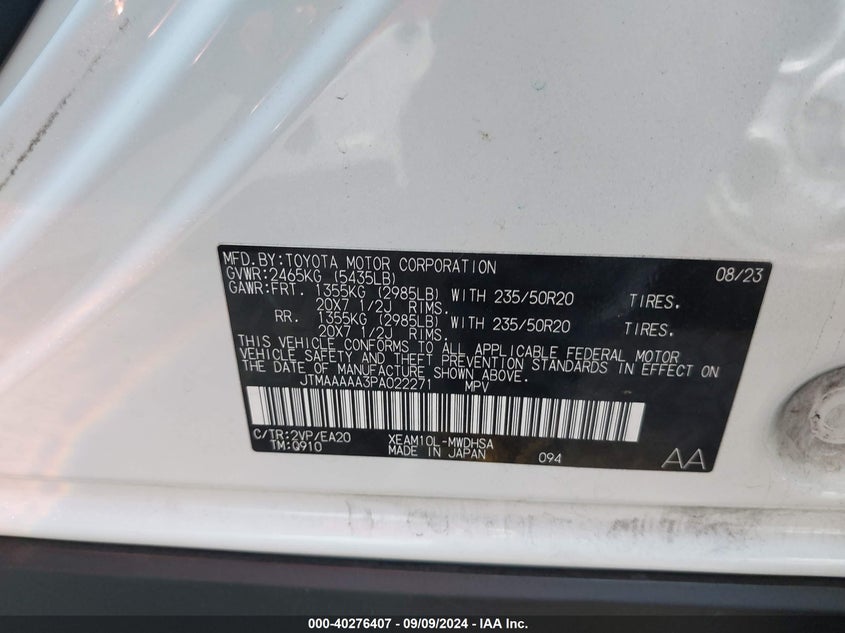 MFD.BY:TOYOTA MOTOR CORPORATION 08/23
GVWR:2465KG (5435LB)
GAWR:FRT. 1355KG (2985LB) WITH 235/50R20 TIRES.
20X7 1/2J RIMS.
RR. 1355KG (2985LB) WITH 235/50R20 TIRES.
20X7 1/2J RIMS.
THIS VEHICLE CONFORMS TO ALL APPLICABLE FEDERAL MOTOR
VEHICLE SAFETY AND THEFT PREVENTION STANDARDS IN EFFECT ON
THE DATE OF MANUFACTURE SHOWN ABOVE.
JTMAAAAA3PA022271 MPV
C/TR:2VP/EA20 XEAM10L-MWDHSA
TM:Q910 MADE IN JAPAN 094 AA
000-40276407 - 09/09/2024 - IAA Inc.